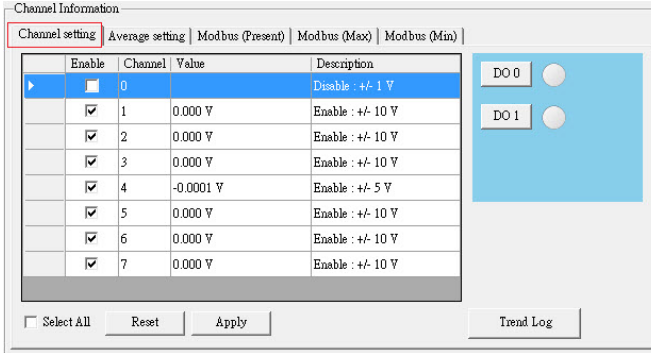 Channel Information
Channel setting Average setting Modbus (Present) Modbus (Max) Modbus (Min)
Enable Channel Value Description
0 Disable : +/- 1 V
1 0.000 V Enable : +/- 10 V
2 0.000 V Enable : +/- 10 V
3 0.000 V Enable : +/- 10 V
4 -0.0001 V Enable : +/- 5 V
5 0.000 V Enable : +/- 10 V
6 0.000 V Enable : +/- 10 V
7 0.000 V Enable : +/- 10 V
DO 0
DO 1
Select All Reset Apply Trend Log